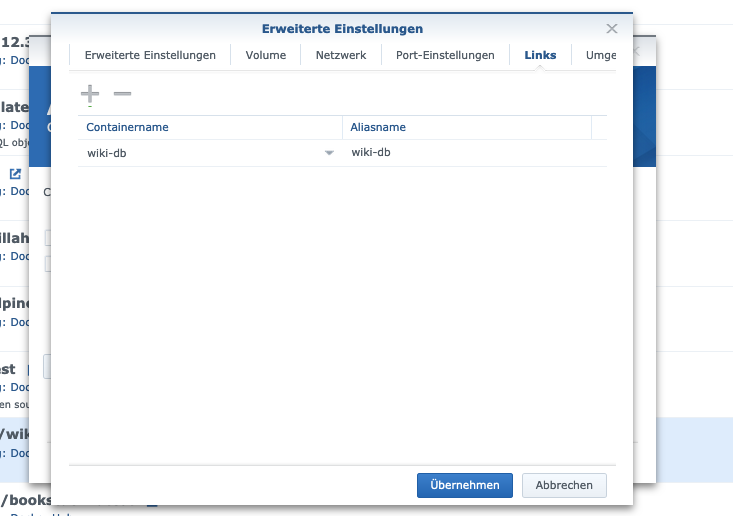 Erweiterte Einstellungen
Erweiterte Einstellungen Volume Netzwerk Port-Einstellungen Links Umge
Containername Aliasname
wiki-db wiki-db
Übernehmen Abbrechen
12.3
g: Doc
late
g: Doc
QL obje
g: Doc
illah
g: Doc
lpine
g: Doc
est
g: Doc
en sou
/wik
g: Doc
/books